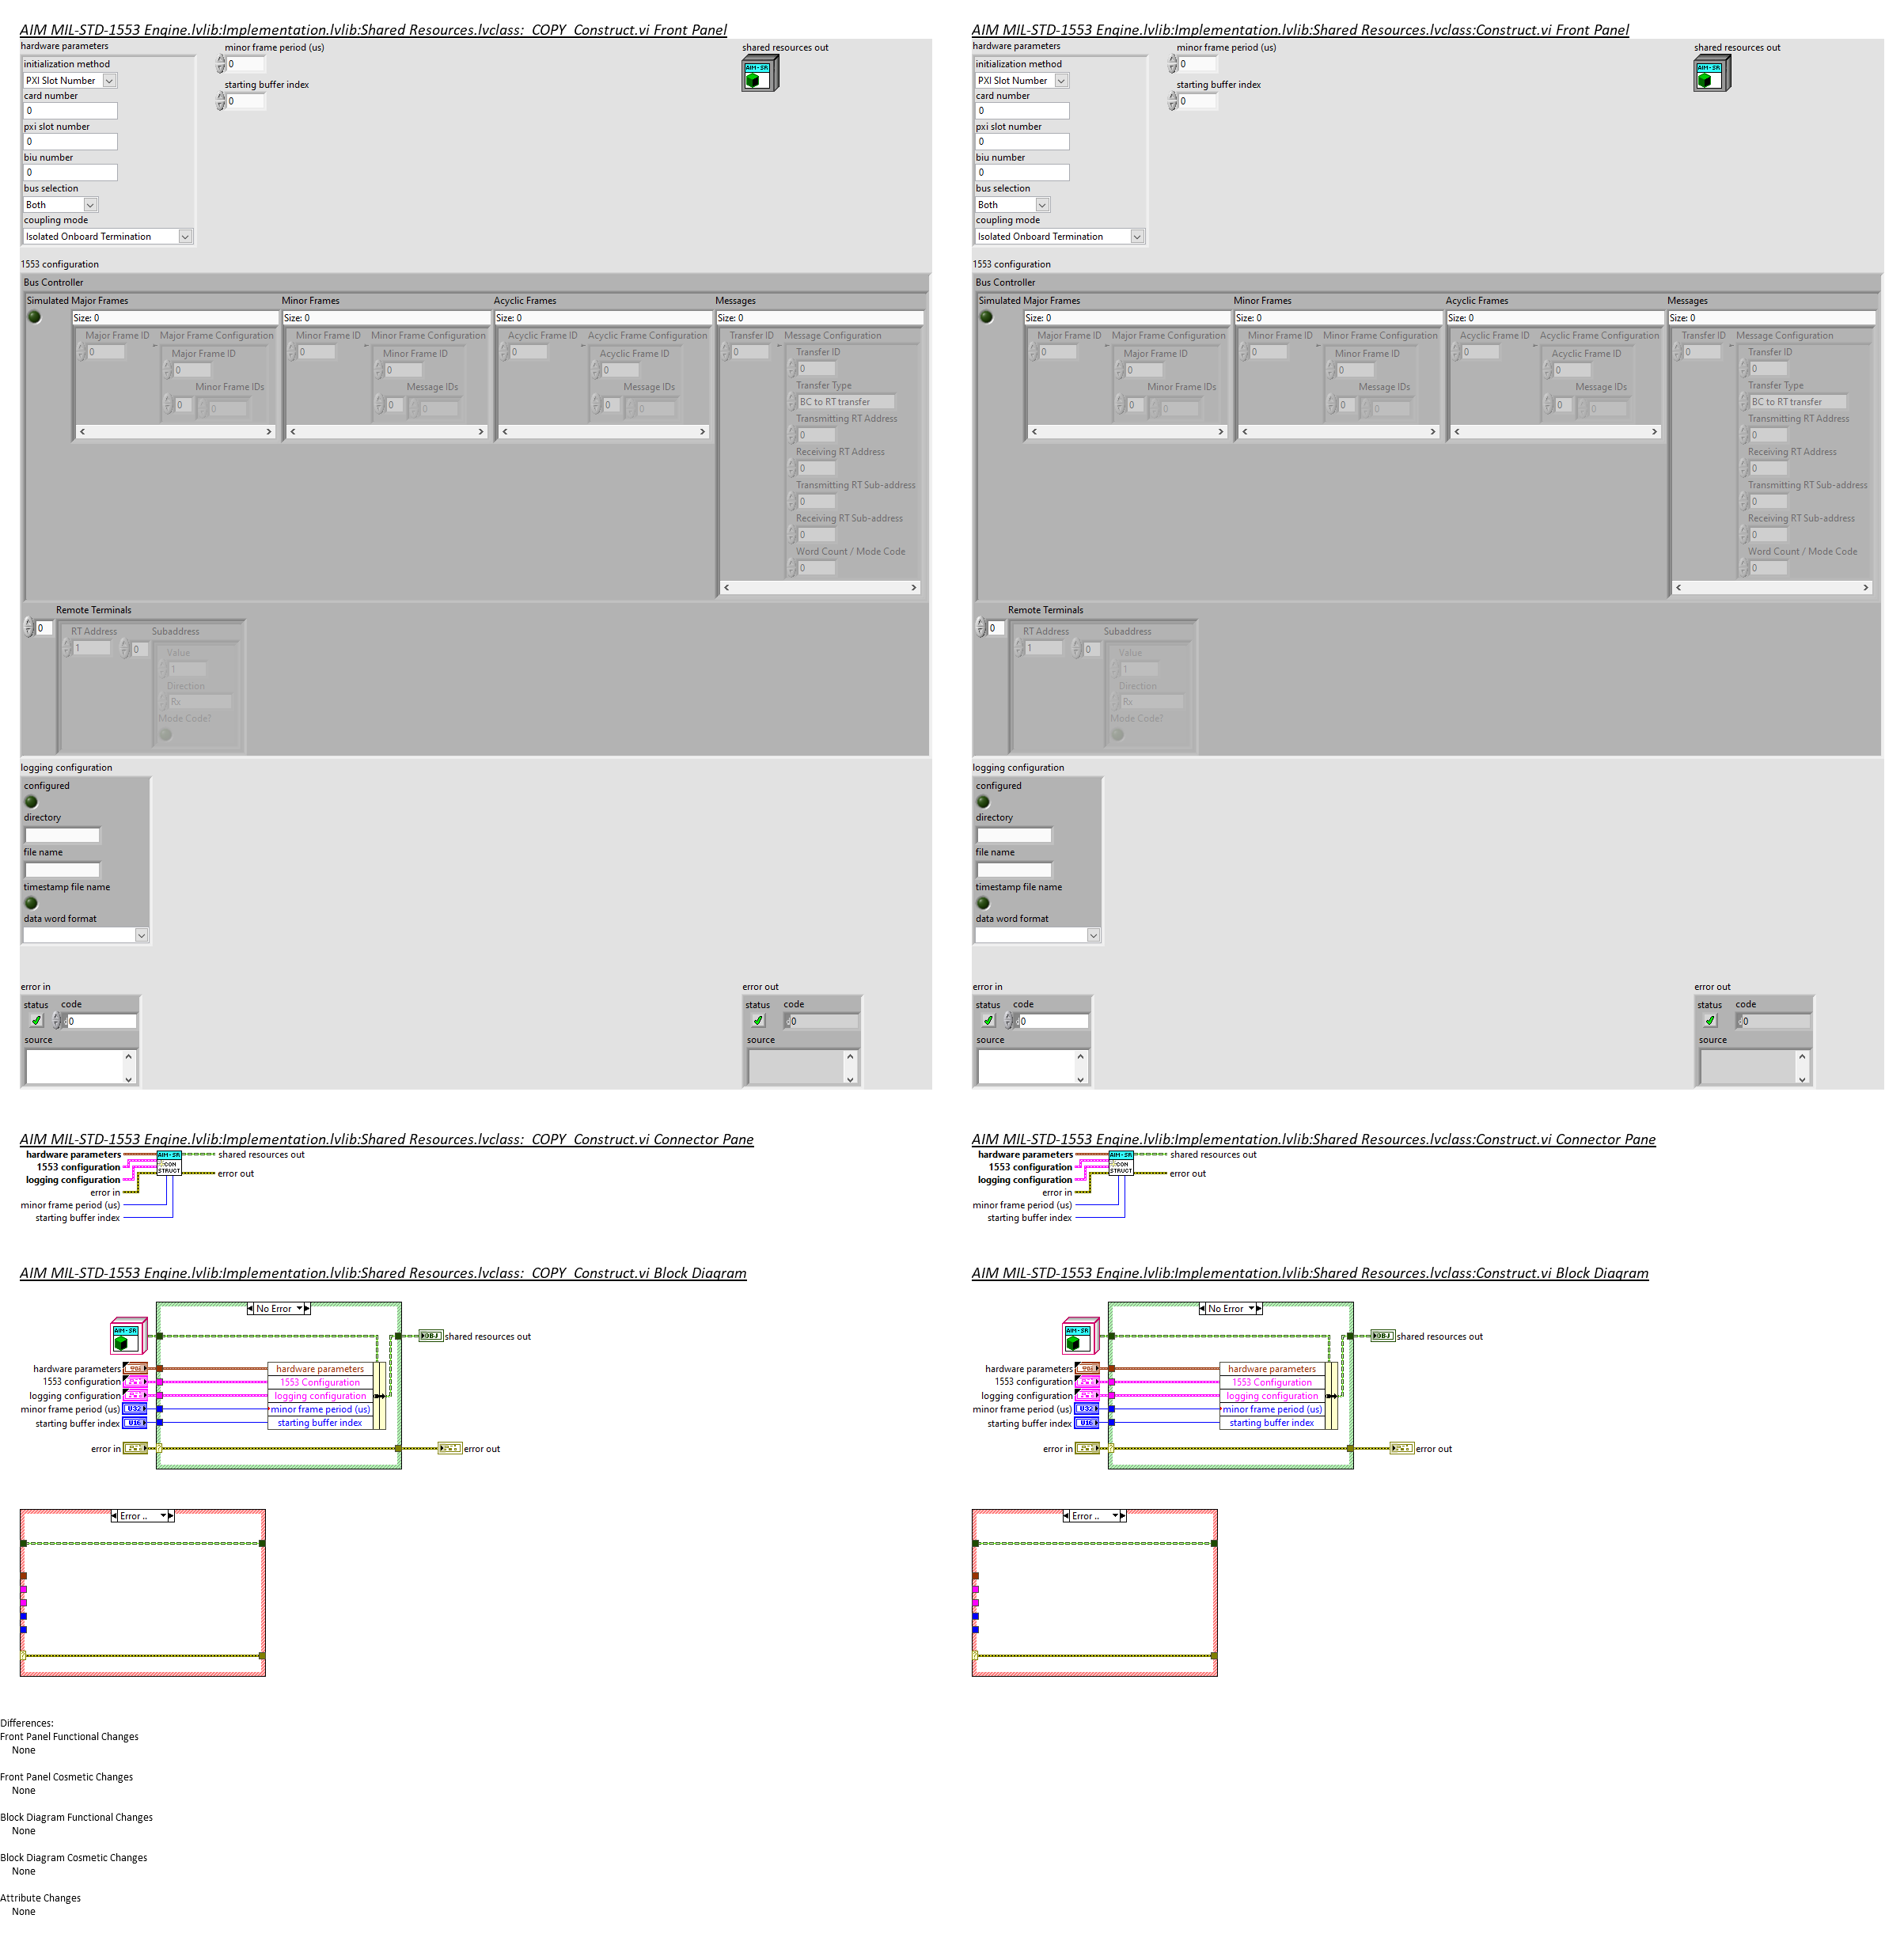 AIM MIL-STD-1553 Engine.lvlib:Implementation.lvlib:Shared Resources.lvclass:_COPY_Construct.vi Front Panel
hardware parameters
minor frame period (us)
shared resources out
initialization method
0
AIM-SR
PXI Slot Number
starting buffer index
card number
0
0
pxi slot number
0
biu number
0
bus selection
Both
coupling mode
Isolated Onboard Termination
1553 configuration
Bus Controller
Simulated Major Frames Minor Frames Acyclic Frames Messages
Size: 0 Size: 0 Size: 0 Size: 0
Major Frame ID Major Frame Configuration Minor Frame ID Minor Frame Configuration Acyclic Frame ID Acyclic Frame Configuration Transfer ID Message Configuration
0 Major Frame ID 0 Minor Frame ID 0 Acyclic Frame ID 0 Transfer ID
0 0 0 0
Minor Frame IDs Message IDs Message IDs Transfer Type
0 0 0 0 0 0 BC to RT transfer
Transmitting RT Address
0
Receiving RT Address
0
Transmitting RT Sub-address
0
Receiving RT Sub-address
0
Word Count / Mode Code
0
Remote Terminals
0 RT Address Subaddress
1 0 Value
1
Direction
Rx
Mode Code?
logging configuration
configured
directory
file name
timestamp file name
data word format
error in error out
status code status code
0 0
source source
AIM MIL-STD-1553 Engine.lvlib:Implementation.lvlib:Shared Resources.lvclass:Construct.vi Front Panel
hardware parameters
minor frame period (us)
shared resources out
initialization method
0
AIM-SR
PXI Slot Number
starting buffer index
card number
0
0
pxi slot number
0
biu number
0
bus selection
Both
coupling mode
Isolated Onboard Termination
1553 configuration
Bus Controller
Simulated Major Frames Minor Frames Acyclic Frames Messages
Size: 0 Size: 0 Size: 0 Size: 0
Major Frame ID Major Frame Configuration Minor Frame ID Minor Frame Configuration Acyclic Frame ID Acyclic Frame Configuration Transfer ID Message Configuration
0 Major Frame ID 0 Minor Frame ID 0 Acyclic Frame ID 0 Transfer ID
0 0 0 0
Minor Frame IDs Message IDs Message IDs Transfer Type
0 0 0 0 0 0 BC to RT transfer
Transmitting RT Address
0
Receiving RT Address
0
Transmitting RT Sub-address
0
Receiving RT Sub-address
0
Word Count / Mode Code
0
Remote Terminals
0 RT Address Subaddress
1 0 Value
1
Direction
Rx
Mode Code?
logging configuration
configured
directory
file name
timestamp file name
data word format
error in error out
status code status code
0 0
source source
AIM MIL-STD-1553 Engine.lvlib:Implementation.lvlib:Shared Resources.lvclass:_COPY_Construct.vi Connector Pane
hardware parameters AIM-SR shared resources out
1553 configuration CON
logging configuration STRUCT error out
error in
minor frame period (us)
starting buffer index
AIM MIL-STD-1553 Engine.lvlib:Implementation.lvlib:Shared Resources.lvclass:Construct.vi Connector Pane
hardware parameters AIM-SR shared resources out
1553 configuration CON
logging configuration STRUCT error out
error in
minor frame period (us)
starting buffer index
AIM MIL-STD-1553 Engine.lvlib:Implementation.lvlib:Shared Resources.lvclass:_COPY_Construct.vi Block Diagram
No Error
AIM-SR OBJ shared resources out
hardware parameters hardware parameters
1553 configuration 1553 Configuration
logging configuration logging configuration
minor frame period (us) U32 minor frame period (us)
starting buffer index U16 starting buffer index
error in ? error out
Error ..
?
AIM MIL-STD-1553 Engine.lvlib:Implementation.lvlib:Shared Resources.lvclass:Construct.vi Block Diagram
No Error
AIM-SR OBJ shared resources out
hardware parameters hardware parameters
1553 configuration 1553 Configuration
logging configuration logging configuration
minor frame period (us) U32 minor frame period (us)
starting buffer index U16 starting buffer index
error in ? error out
Error ..
?
Differences:
Front Panel Functional Changes
None
Front Panel Cosmetic Changes
None
Block Diagram Functional Changes
None
Block Diagram Cosmetic Changes
None
Attribute Changes
None